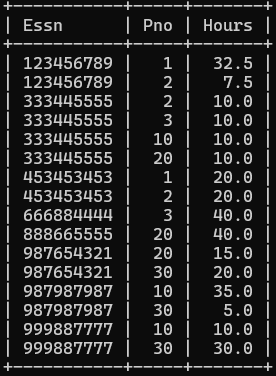 +-----------+-----+-------+
| Essn      | Pno | Hours |
+-----------+-----+-------+
| 123456789 |   1 |  32.5 |
| 123456789 |   2 |   7.5 |
| 333445555 |   2 |  10.0 |
| 333445555 |   3 |  10.0 |
| 333445555 |  10 |  10.0 |
| 333445555 |  20 |  10.0 |
| 453453453 |   1 |  20.0 |
| 453453453 |   2 |  20.0 |
| 666884444 |   3 |  40.0 |
| 888665555 |  20 |  40.0 |
| 987654321 |  20 |  15.0 |
| 987654321 |  30 |  20.0 |
| 987987987 |  10 |  35.0 |
| 987987987 |  30 |   5.0 |
| 999887777 |  10 |  10.0 |
| 999887777 |  30 |  30.0 |
+-----------+-----+-------+